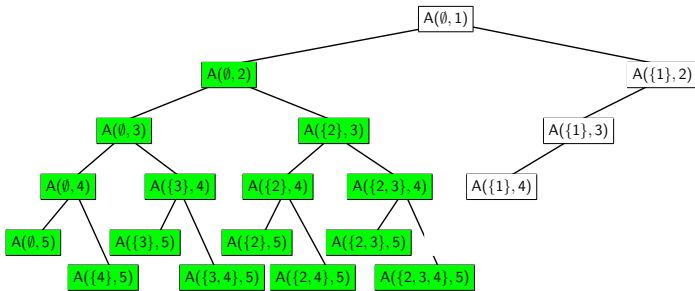 A(∅, 1)
A(∅, 2)
A({1}, 2)
A(∅, 3)
A({2}, 3)
A({1}, 3)
A(∅, 4)
A({3}, 4)
A({2}, 4)
A({2, 3}, 4)
A({1}, 4)
A(∅, 5)
A({3}, 5)
A({2}, 5)
A({2, 3}, 5)
A({4}, 5)
A({3, 4}, 5)
A({2, 4}, 5)
A({2, 3, 4}, 5)